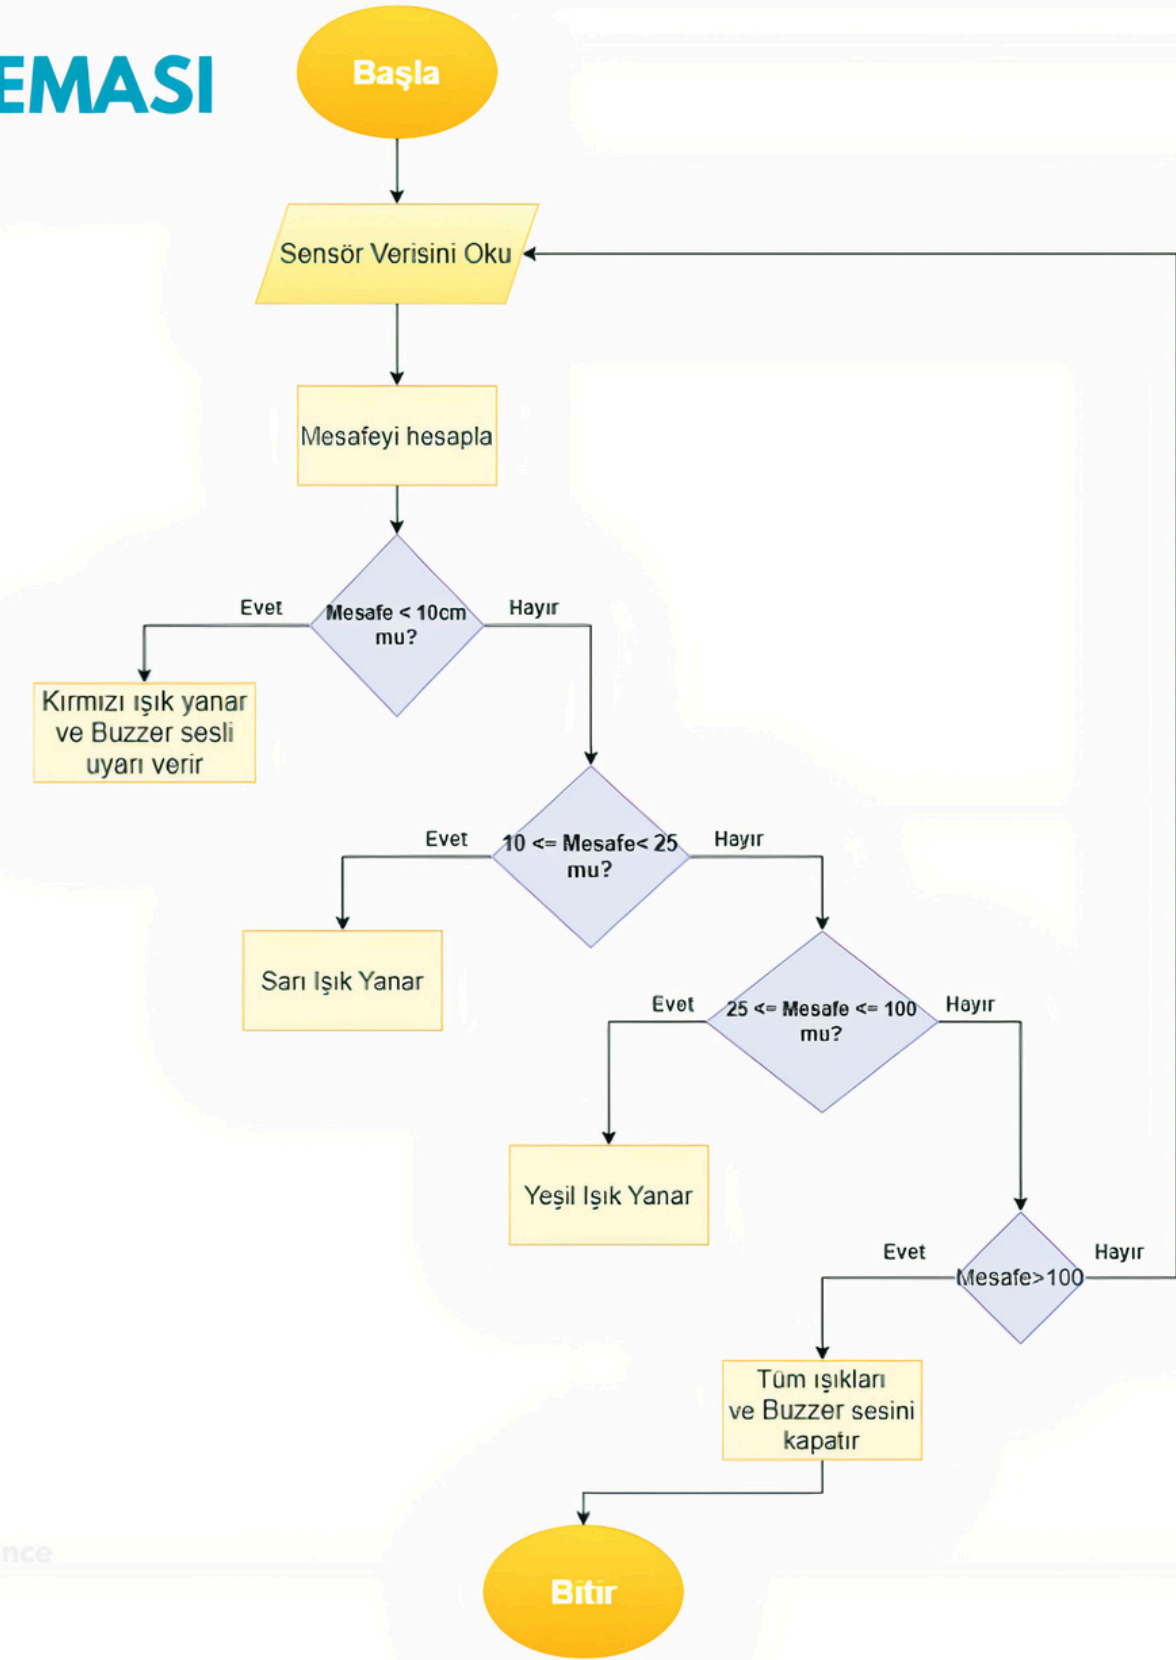 EMASI
Başla
Sensör Verisini Oku
Mesafeyi hesapla
Mesafe < 10cm
mu?
Evet
Hayır
Kırmızı ışık yanar
ve Buzzer sesli
uyarı verir
10 <= Mesafe< 25
mu?
Evet
Hayır
Sarı Işık Yanar
25 <= Mesafe <= 100
mu?
Evet
Hayır
Yeşil Işık Yanar
Mesafe>100
Evet
Hayır
Tüm ışıkları
ve Buzzer sesini
kapatır
Bitir
nce